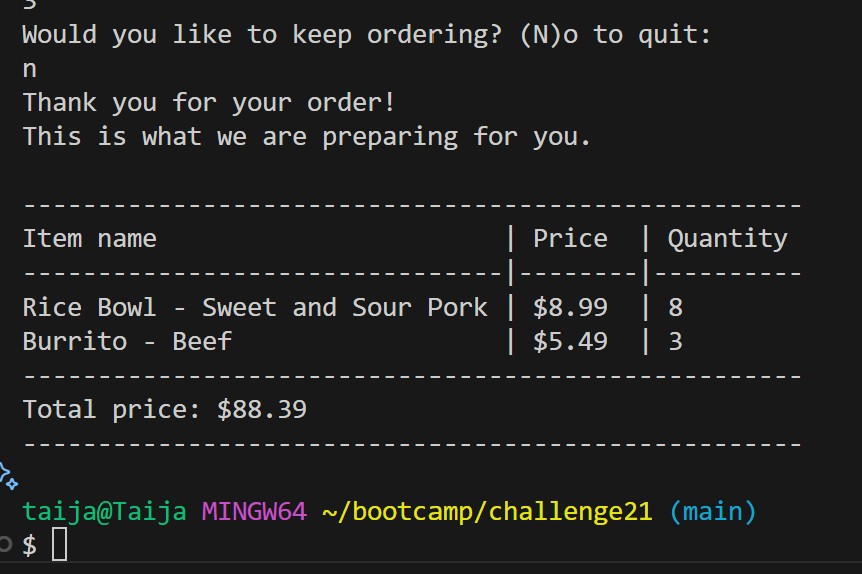 3
Would you like to keep ordering? (N)o to quit:
n
Thank you for your order!
This is what we are preparing for you.
----------------------------------------------------
Item name                       | Price  | Quantity
--------------------------------|--------|----------
Rice Bowl - Sweet and Sour Pork | $8.99  | 8
Burrito - Beef                  | $5.49  | 3
----------------------------------------------------
Total price: $88.39
----------------------------------------------------
taija@Taija MINGW64 ~/bootcamp/challenge21 (main)
$